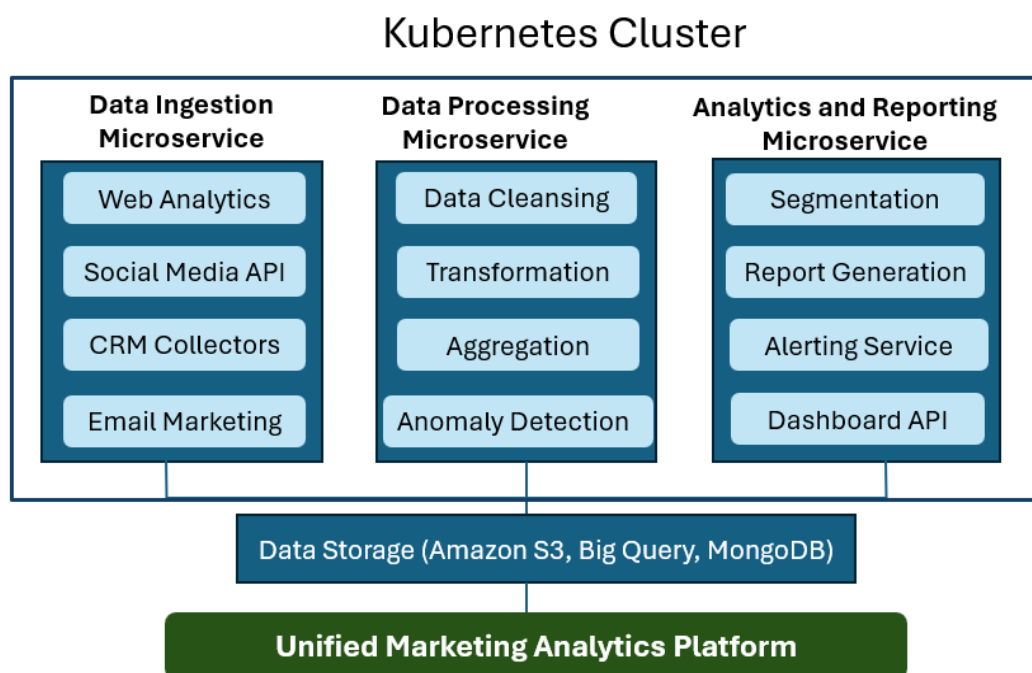 Kubernetes Cluster
Data Ingestion
Microservice
Web Analytics
Social Media API
CRM Collectors
Email Marketing
Data Processing
Microservice
Data Cleansing
Transformation
Aggregation
Anomaly Detection
Analytics and Reporting
Microservice
Segmentation
Report Generation
Alerting Service
Dashboard API
Data Storage (Amazon S3, Big Query, MongoDB)
Unified Marketing Analytics Platform